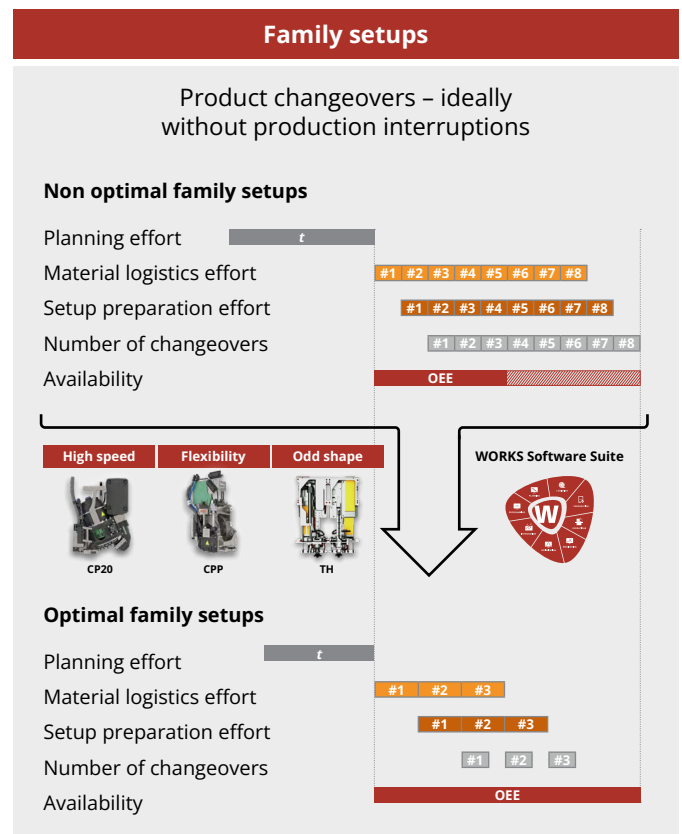 Family setups
Product changeovers – ideally
without production interruptions
Non optimal family setups
Planning effort
t
Material logistics effort
#1 #2 #3 #4 #5 #6 #7 #8
Setup preparation effort
#1 #2 #3 #4 #5 #6 #7 #8
Number of changeovers
#1 #2 #3 #4 #5 #6 #7 #8
Availability
OEE
High speed
Flexibility
Odd shape
WORKS Software Suite
W
CP20
CPP
TH
Optimal family setups
Planning effort
t
Material logistics effort
#1 #2 #3
Setup preparation effort
#1 #2 #3
Number of changeovers
#1 #2 #3
Availability
OEE